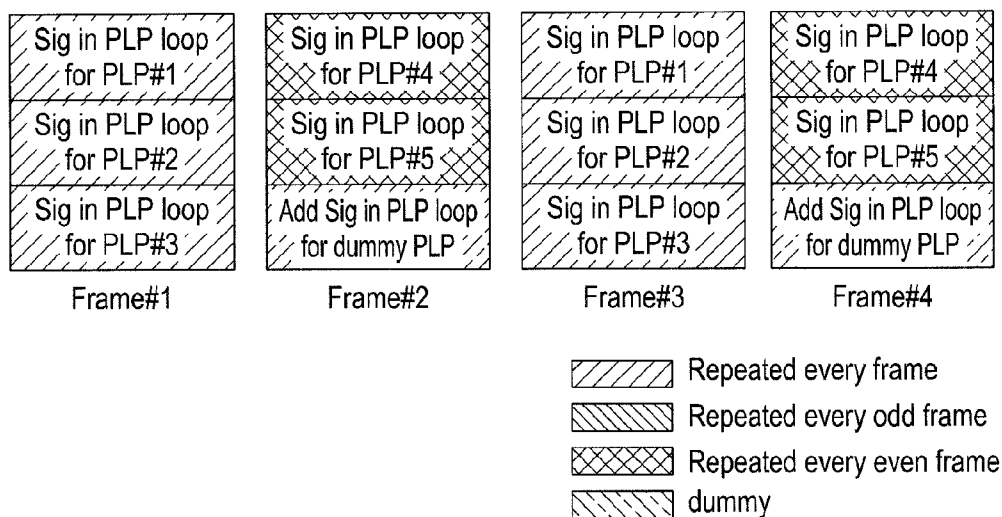 Sig in PLP loop
for PLP#1
Sig in PLP loop
for PLP#2
Sig in PLP loop
for PLP#3
Frame#1
Sig in PLP loop
for PLP#4
Sig in PLP loop
for PLP#5
Add Sig in PLP loop
for dummy PLP
Frame#2
Sig in PLP loop
for PLP#1
Sig in PLP loop
for PLP#2
Sig in PLP loop
for PLP#3
Frame#3
Sig in PLP loop
for PLP#4
Sig in PLP loop
for PLP#5
Add Sig in PLP loop
for dummy PLP
Frame#4
Repeated every frame
Repeated every odd frame
Repeated every even frame
dummy